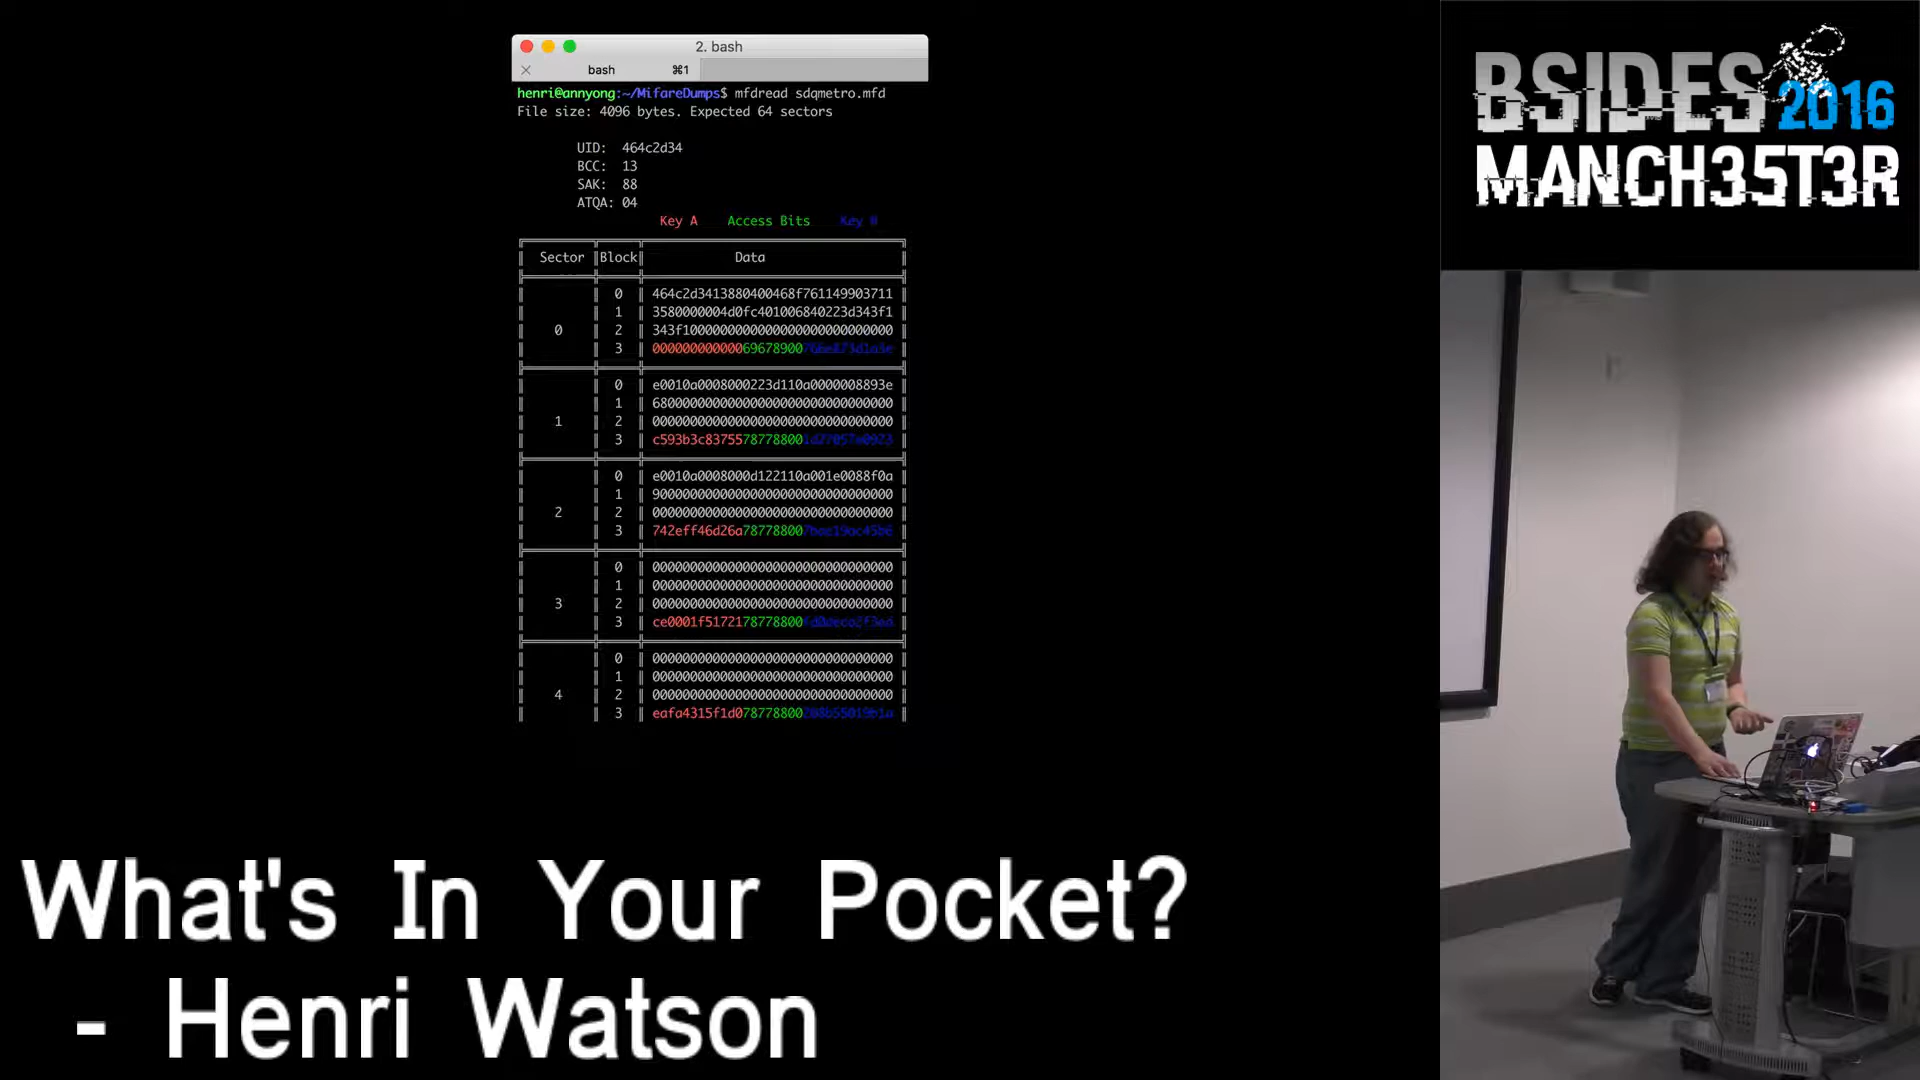 2. bash
bash ⌘1
henri@annyong:~/MifareDumps$ mfdread sdqmetro.mfd
File size: 4096 bytes. Expected 64 sectors
UID: 464c2d34
BCC: 13
SAK: 88
ATQA: 04
Key A Access Bits Key B
Sector Block Data
0 464c2d3413880400468f761149903711
1 3580000004d0fc401006840223d343f1
0 2 343f1000000000000000000000000000
3 00000000000069678900
0 e0010a0008000223d110a0000008893e
1 68000000000000000000000000000000
1 2 00000000000000000000000000000000
3 c593b3c8375578778800
0 e0010a0008000d122110a001e0088f0a
1 90000000000000000000000000000000
2 2 00000000000000000000000000000000
3 742eff46d26a78778800
0 00000000000000000000000000000000
1 00000000000000000000000000000000
3 2 00000000000000000000000000000000
3 ce0001f5172178778800
0 00000000000000000000000000000000
1 00000000000000000000000000000000
4 2 00000000000000000000000000000000
3 eafa4315f1d078778800
What's In Your Pocket?
- Henri Watson
BSIDES 2016
MANCH35T3R